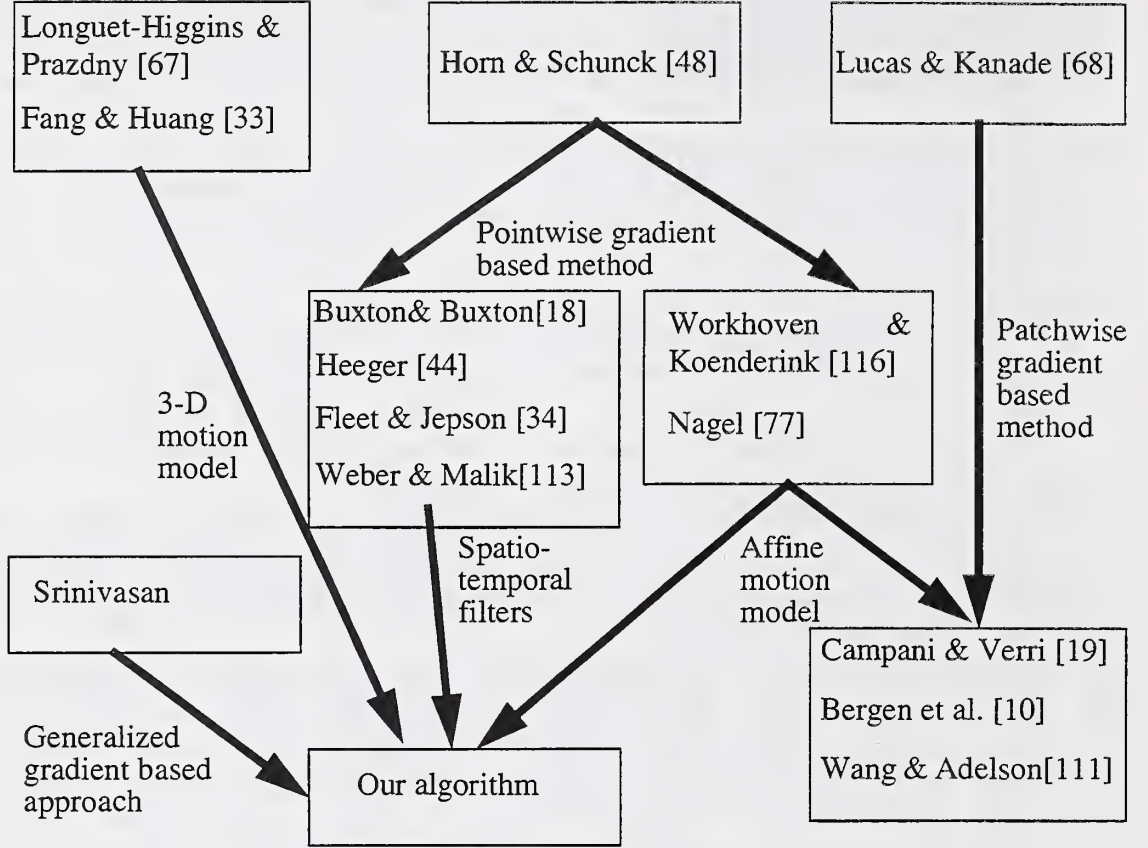 Longuet-Higgins &
Prazdny [67]
Fang & Huang [33]
Horn & Schunck [48]
Lucas & Kanade [68]
Pointwise gradient
based method
Buxton& Buxton[18]
Heeger [44]
Fleet & Jepson [34]
Weber & Malik[113]
Workhoven &
Koenderink [116]
Nagel [77]
Patchwise
gradient
based
method
3-D
motion
model
Spatio-
temporal
filters
Affine
motion
model
Srinivasan
Campani & Verri [19]
Bergen et al. [10]
Wang & Adelson[111]
Generalized
gradient based
approach
Our algorithm